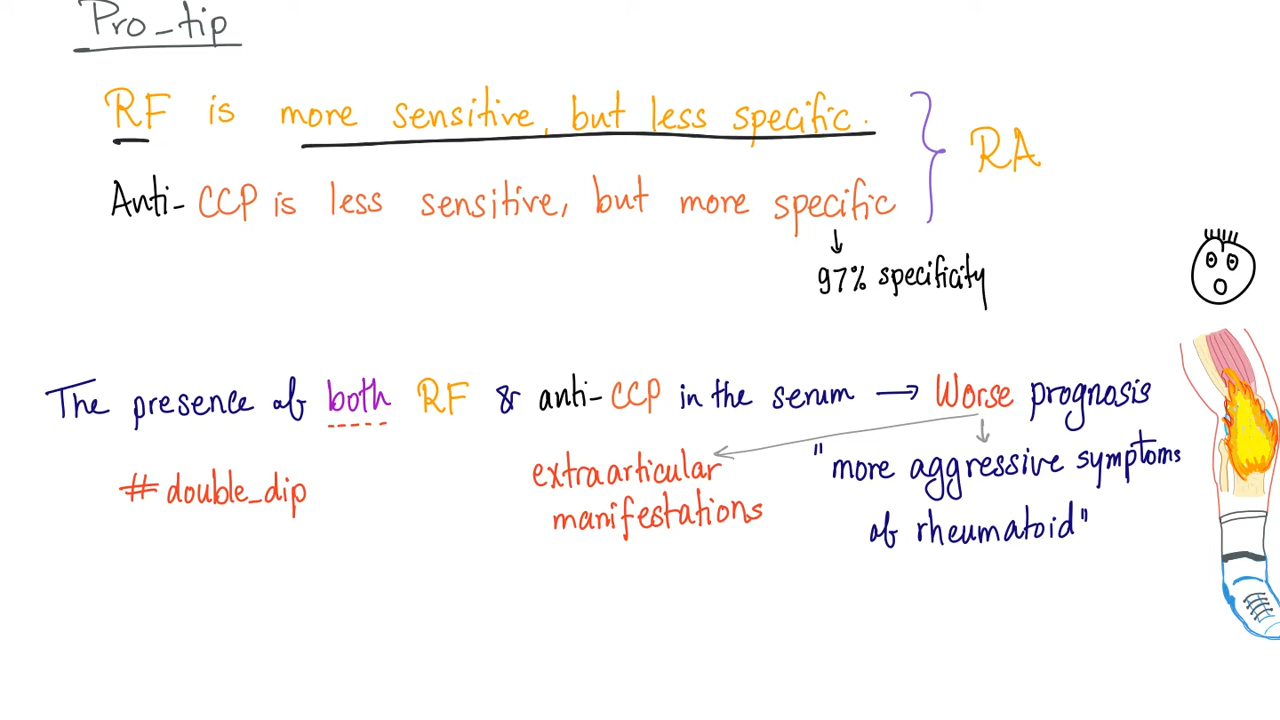 Pro_tip
RF is more sensitive, but less specific.
RA
Anti-CCP is less sensitive, but more specific
97% specificity
The presence of both RF & anti-CCP in the serum → Worse prognosis
#double_dip
extraarticular
manifestations
"more aggressive symptoms
of rheumatoid"